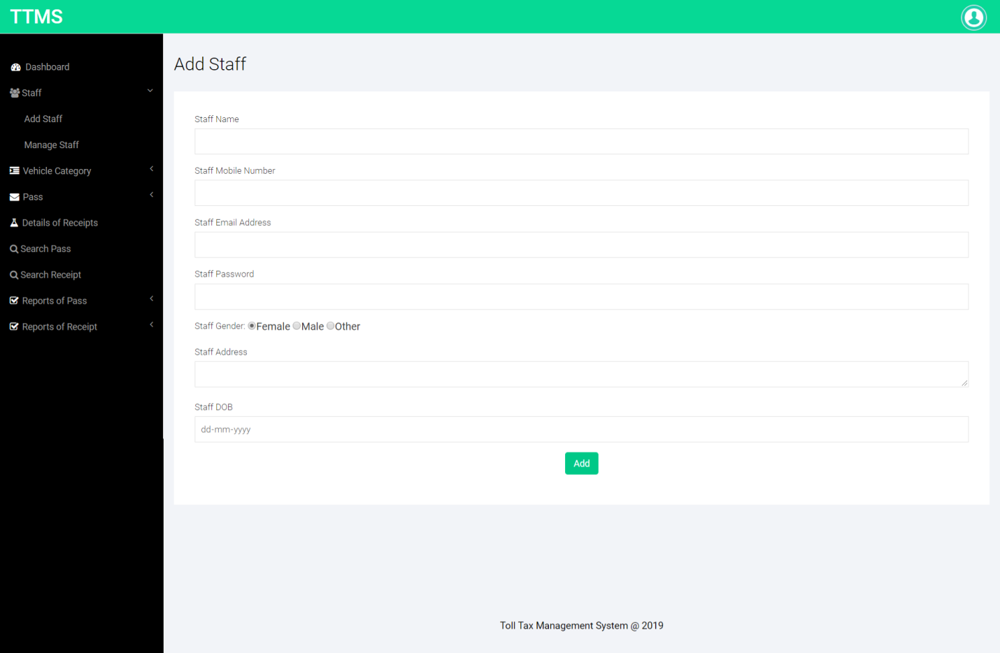 TTMS
Dashboard
Staff
Add Staff
Manage Staff
Vehicle Category
Pass
Details of Receipts
Search Pass
Search Receipt
Reports of Pass
Reports of Receipt
Add Staff
Staff Name
Staff Mobile Number
Staff Email Address
Staff Password
Staff Gender: Female Male Other
Staff Address
Staff DOB
dd-mm-yyyy
Add
Toll Tax Management System @ 2019